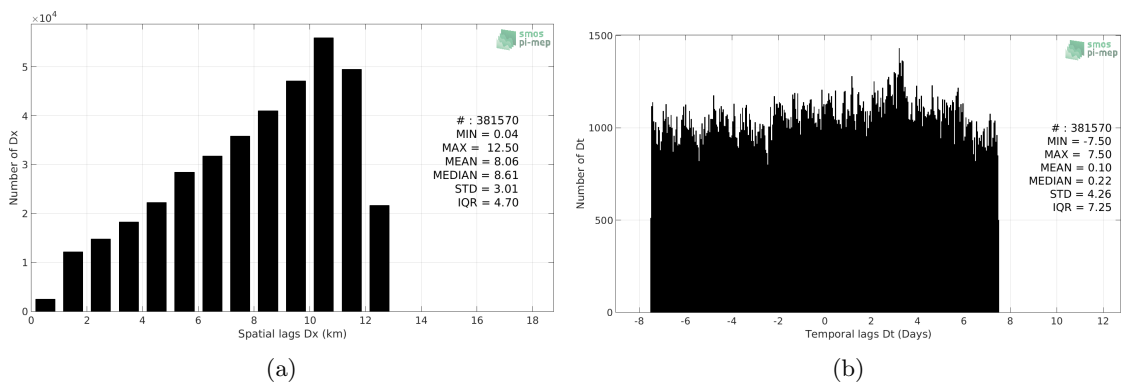 ×10⁴
smos
pi-mep
5
4
3
2
1
0
Number of Dx
# : 381570
MIN = 0.04
MAX = 12.50
MEAN = 8.06
MEDIAN = 8.61
STD = 3.01
IQR = 4.70
0 2 4 6 8 10 12 14 16 18
Spatial lags Dx (km)
(a)
1500
1000
500
0
Number of Dt
smos
pi-mep
# : 381570
MIN = -7.50
MAX = 7.50
MEAN = 0.10
MEDIAN = 0.22
STD = 4.26
IQR = 7.25
-8 -6 -4 -2 0 2 4 6 8 10 12
Temporal lags Dt (Days)
(b)